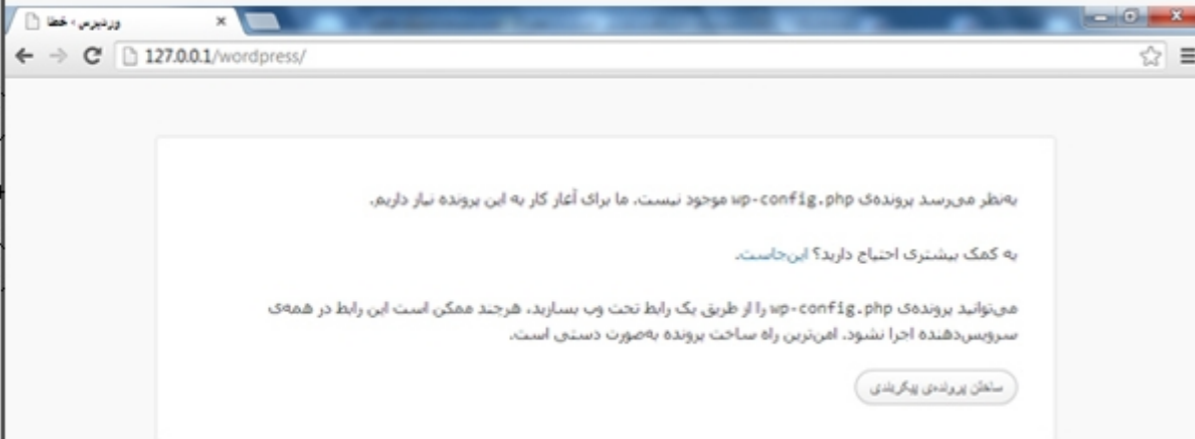 وردپرس › خطا
127.0.0.1/wordpress/
به‌نظر می‌رسد پرونده‌ی wp-config.php موجود نیست. ما برای آغاز کار به این پرونده نیاز داریم.
به کمک بیشتری احتیاج دارید؟ این‌جاست.
می‌توانید پرونده‌ی wp-config.php را از طریق یک رابط تحت وب بسازید، هرچند ممکن است این رابط در همه‌ی
سرویس‌دهنده اجرا نشود. امن‌ترین راه ساخت پرونده به‌صورت دستی است.
ساختن پرونده‌ی پیکربندی